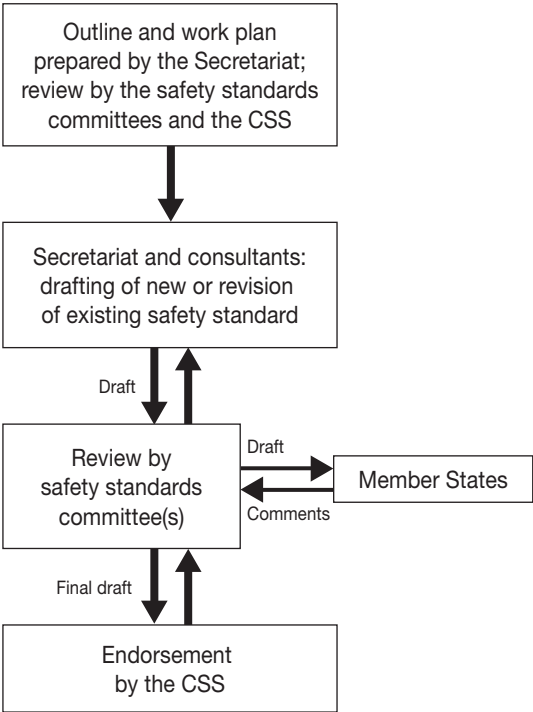 Outline and work plan
prepared by the Secretariat;
review by the safety standards
committees and the CSS
Secretariat and consultants:
drafting of new or revision
of existing safety standard
Draft
Review by
safety standards
committee(s)
Draft
Comments
Member States
Final draft
Endorsement
by the CSS